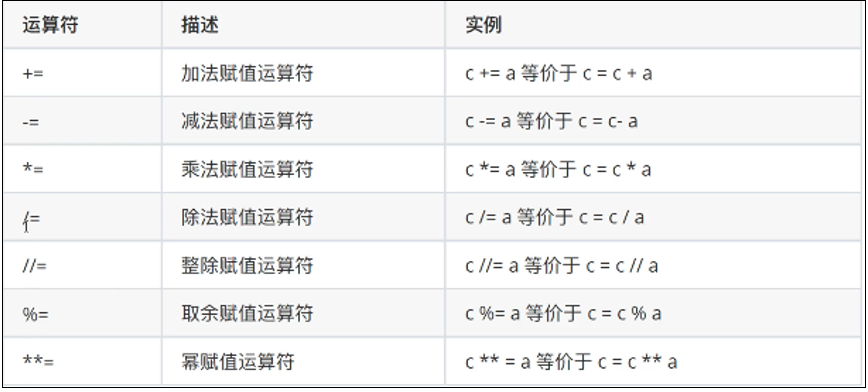 运算符 描述 实例
+= 加法赋值运算符 c += a 等价于 c = c + a
-= 减法赋值运算符 c -= a 等价于 c = c- a
*= 乘法赋值运算符 c *= a 等价于 c = c * a
/= 除法赋值运算符 c /= a 等价于 c = c / a
//= 整除赋值运算符 c //= a 等价于 c = c // a
%= 取余赋值运算符 c %= a 等价于 c = c % a
**= 幂赋值运算符 c ** = a 等价于 c = c ** a